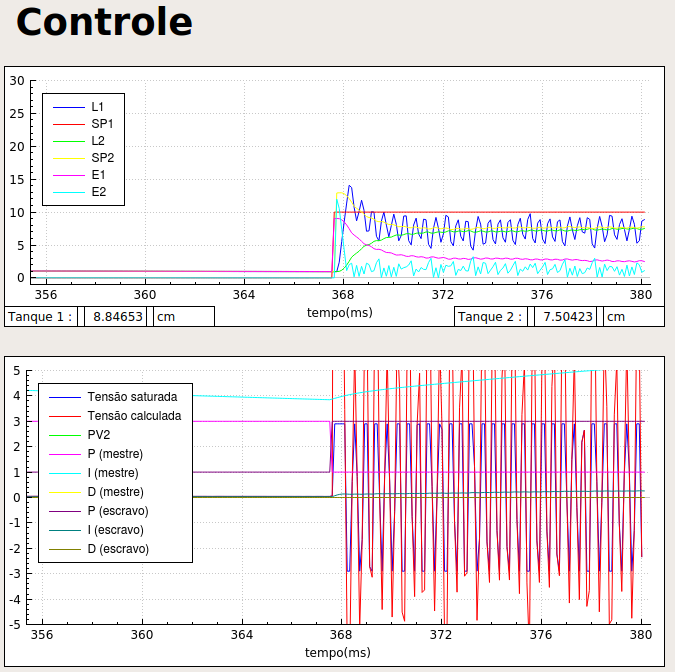 Controle
30
25
20
15
10
5
0
L1
SP1
L2
SP2
E1
E2
356 360 364 368 372 376 380
tempo(ms)
Tanque 1 : 8.84653 cm
Tanque 2 : 7.50423 cm
5
4
3
2
1
0
-1
-2
-3
-4
-5
Tensão saturada
Tensão calculada
PV2
P (mestre)
I (mestre)
D (mestre)
P (escravo)
I (escravo)
D (escravo)
356 360 364 368 372 376 380
tempo(ms)